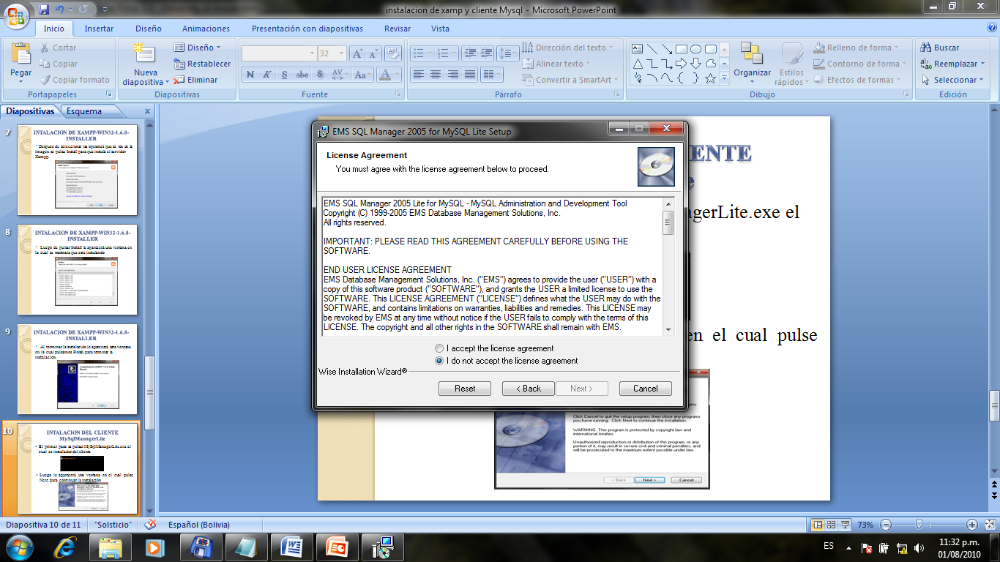 instalacion de xamp y cliente Mysql - Microsoft PowerPoint
Inicio Insertar Diseño Animaciones Presentación con diapositivas Revisar Vista
Pegar
Cortar
Copiar
Copiar formato
Portapapeles
Nueva diapositiva
Diseño
Restablecer
Eliminar
Diapositivas
32
Fuente
Dirección del texto
Alinear texto
Convertir a SmartArt
Párrafo
Organizar
Estilos rápidos
Relleno de forma
Contorno de forma
Efectos de formas
Dibujo
Buscar
Reemplazar
Seleccionar
Edición
Diapositivas Esquema
7
INTALACION DE XAMPP-WIN32-1.6.8-
INSTALLER
Después de seleccionar las opciones que se ven en la
imagen se pulsa Install para que instale el servidor
Xampp.
8
INTALACION DE XAMPP-WIN32-1.6.8-
INSTALLER
Luego de pulsar Install le aparecerá una ventana en
la cual se mostrara que esta instalando
9
INTALACION DE XAMPP-WIN32-1.6.8-
INSTALLER
Al terminar la instalación le aparecerá esta ventana
en la cual pulsamos Finish para terminar la
instalación.
10
INTALACION DEL CLIENTE
MySqlManagerLite
El primer paso es pulsar MySqlManagerLite.exe el
cual es instalador del cliente
Luego le aparecerá una ventana en el cual pulse
Next para continuar la instalación
EMS SQL Manager 2005 for MySQL Lite Setup
License Agreement
You must agree with the license agreement below to proceed.
EMS SQL Manager 2005 Lite for MySQL - MySQL Administration and Development Tool
Copyright (C) 1999-2005 EMS Database Management Solutions, Inc.
All rights reserved.
IMPORTANT: PLEASE READ THIS AGREEMENT CAREFULLY BEFORE USING THE
SOFTWARE.
END USER LICENSE AGREEMENT
EMS Database Management Solutions, Inc. ("EMS") agrees to provide the user ("USER") with a
copy of this software product ("SOFTWARE"), and grants the USER a limited license to use the
SOFTWARE. This LICENSE AGREEMENT ("LICENSE") defines what the USER may do with the
SOFTWARE, and contains limitations on warranties, liabilities and remedies. This LICENSE may
be revoked by EMS at any time without notice if the USER fails to comply with the terms of this
LICENSE. The copyright and all other rights in the SOFTWARE shall remain with EMS.
I accept the license agreement
I do not accept the license agreement
Wise Installation Wizard®
Reset < Back Next > Cancel
IENTE
e
agerLite.exe el
en el cual pulse
Click Cancel to quit the setup program, then close any programs
you have running. Click Next to continue the installation.
WARNING: This program is protected by copyright law and
international treaties.
Unauthorized reproduction or distribution of this program, or any
portion of it, may result in severe civil and criminal penalties, and
will be prosecuted to the maximum extent possible under law.
< Back Next > Cancel
Diapositiva 10 de 11 "Solsticio" Español (Bolivia) 73%
ES
11:32 p.m.
01/08/2010